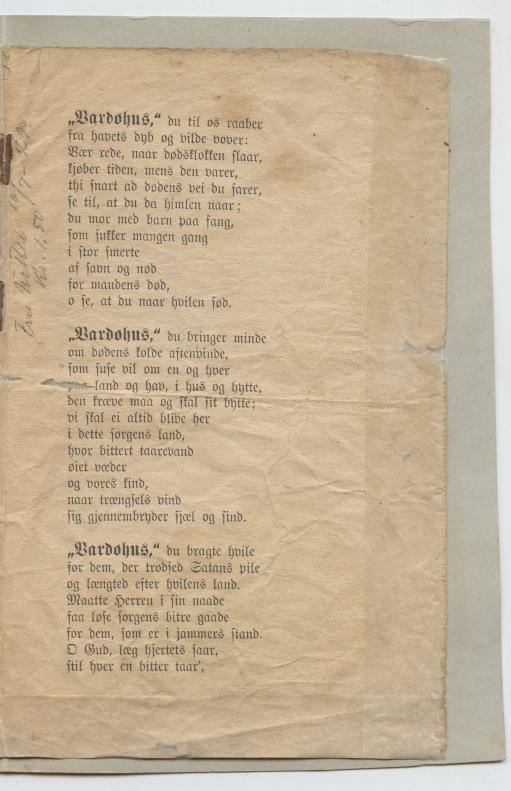 „Vardøhus,“ du til os raaber
fra havets dyb og vilde vover:
Vær rede, naar dødsklokken slaar,
kjøber tiden, mens den varer,
thi snart ad dødens vei du farer,
se til, at du da himlen naar;
du mor med barn paa fang,
som sukker mangen gang
i stor smerte
af savn og nød
for mandens død,
o se, at du naar hvilen sød.
„Vardøhus,“ du bringer minde
om dødens kolde aftenvinde,
som suse vil om en og hver
land og hav, i hus og hytte,
den kræve maa og skal sit bytte;
vi skal ei altid blive her
i dette sorgens land,
hvor bittert taarevand
øiet væder
og vores kind,
naar trængsels vind
sig gjennembryder sjæl og sind.
„Vardøhus,“ du bragte hvile
for dem, der trodsed Satans pile
og længted efter hvilens land.
Maatte Herren i sin naade
faa løse sorgens bitre gaade
for dem, som er i jammers stand.
O Gud, læg hjertets saar,
stil hver en bitter taar',